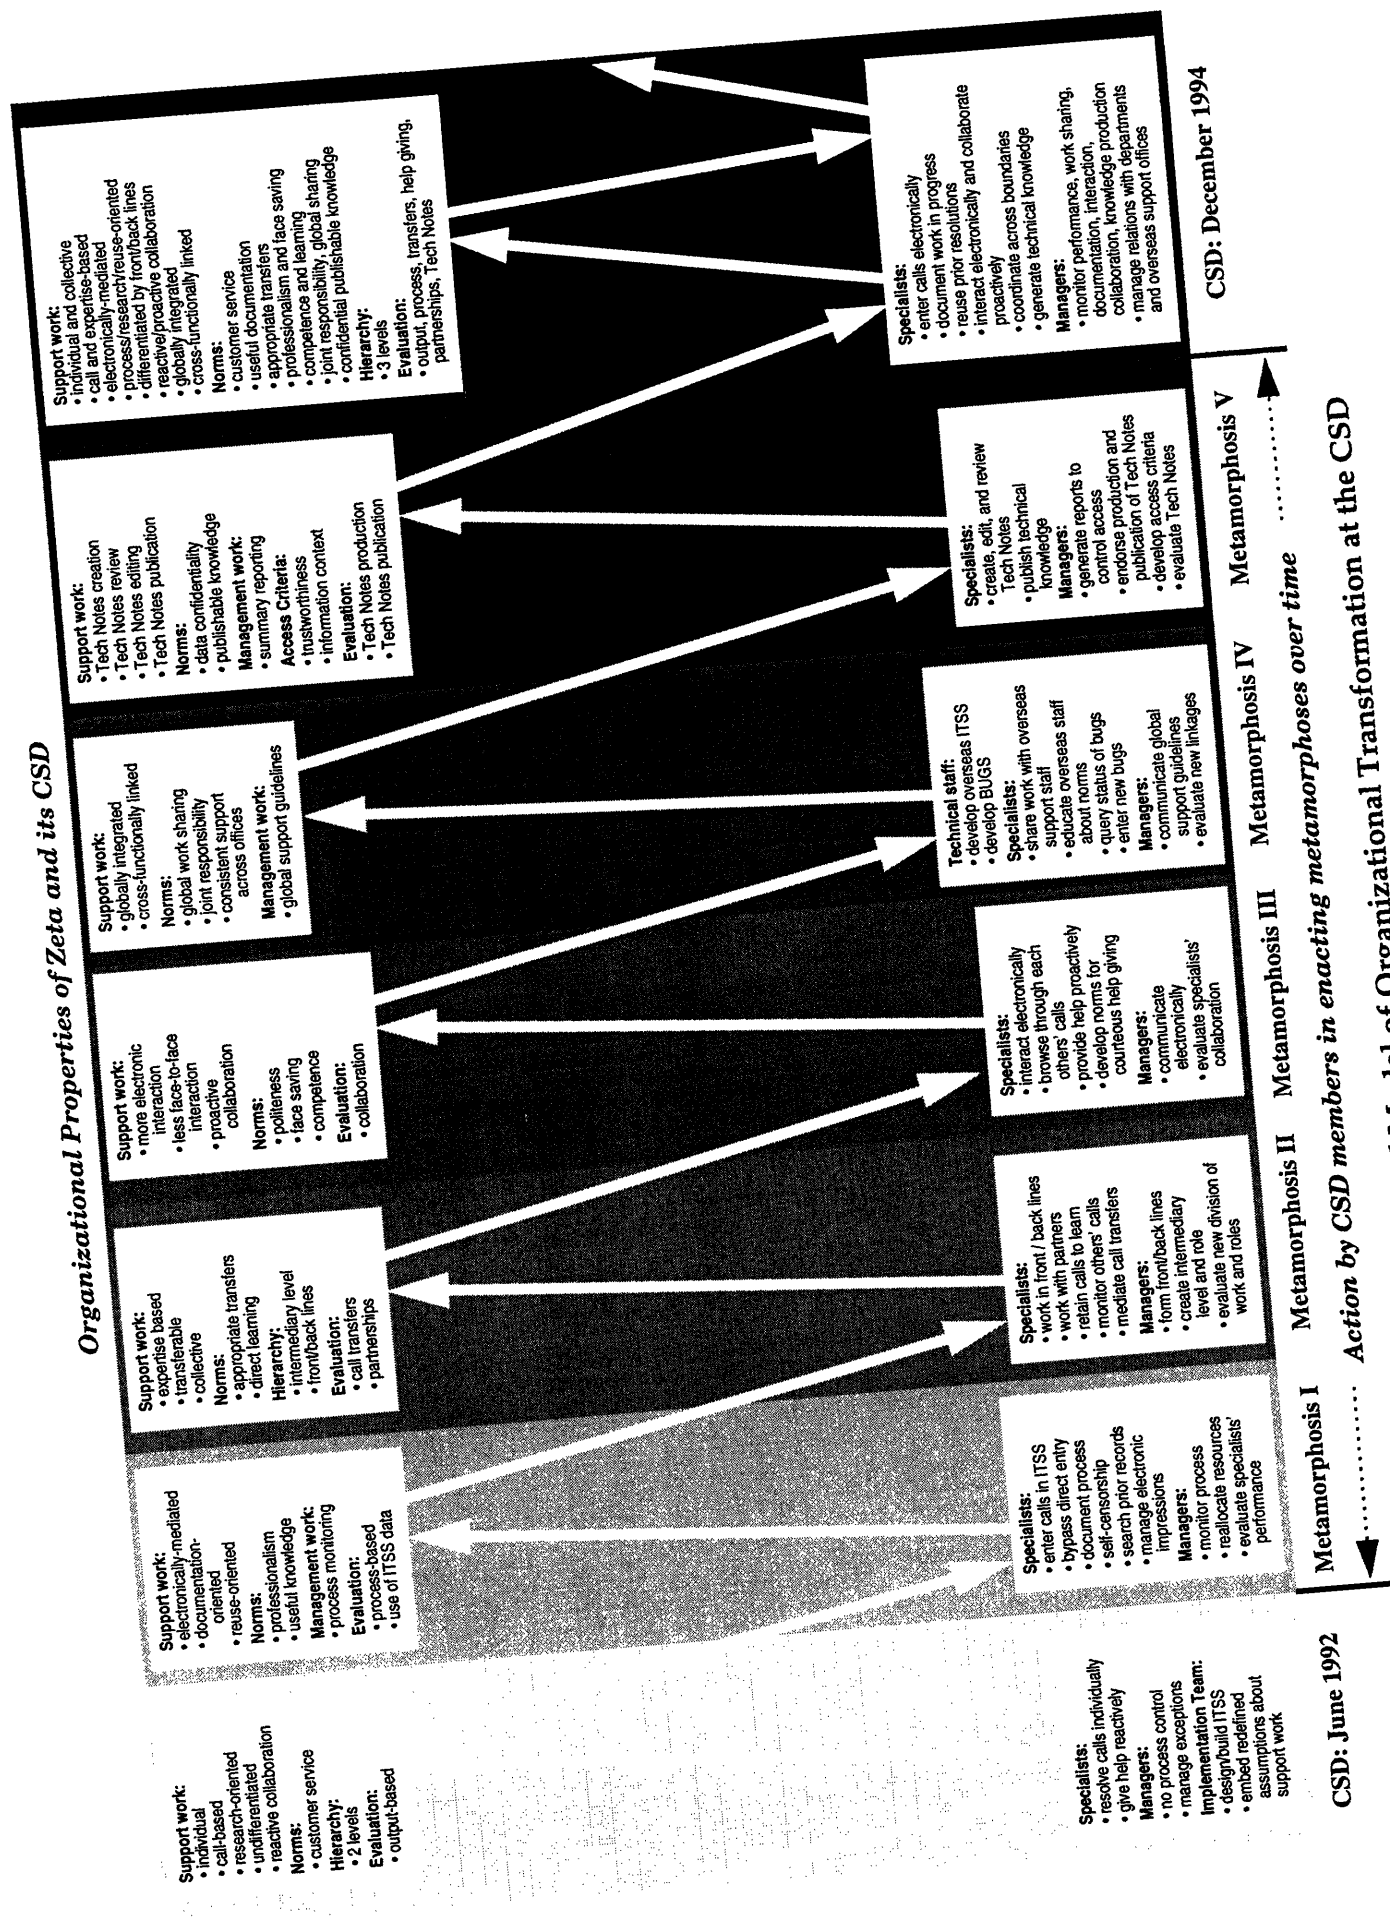 Organizational Properties of Zeta and its CSD
Support work:
• individual
• call-based
• research-oriented
• undifferentiated
• reactive collaboration
Norms:
• customer service
Hierarchy:
• 2 levels
Evaluation:
• output-based
Support work:
• electronically-mediated
• documentation-
oriented
• reuse-oriented
Norms:
• professionalism
• useful knowledge
Management work:
• process monitoring
Evaluation:
• process-based
• use of ITSS data
Support work:
• expertise based
• transferable
• collective
Norms:
• appropriate transfers
• direct learning
Hierarchy:
• intermediary level
• front/back lines
Evaluation:
• call transfers
• partnerships
Support work:
• more electronic
interaction
• less face-to-face
interaction
• proactive
collaboration
Norms:
• politeness
• face saving
• competence
Evaluation:
• collaboration
Support work:
• globally integrated
• cross-functionally linked
Norms:
• global work sharing
• joint responsibility
• consistent support
across offices
Management work:
• global support guidelines
Support work:
• Tech Notes creation
• Tech Notes review
• Tech Notes editing
• Tech Notes publication
Norms:
• data confidentiality
• publishable knowledge
Management work:
• summary reporting
Access Criteria:
• trustworthiness
• information context
Evaluation:
• Tech Notes production
• Tech Notes publication
Support work:
• individual and collective
• call and expertise-based
• electronically-mediated
• process/research/reuse-oriented
• differentiated by front/back lines
• reactive/proactive collaboration
• globally integrated
• cross-functionally linked
Norms:
• customer service
• useful documentation
• appropriate transfers
• professionalism and face saving
• competence and learning
• joint responsibility, global sharing
• confidential publishable knowledge
Hierarchy:
• 3 levels
Evaluation:
• output, process, transfers, help giving,
partnerships, Tech Notes
Specialists:
• resolve calls individually
• give help reactively
Managers:
• no process control
• manage exceptions
Implementation Team:
• design/build ITSS
• embed redefined
assumptions about
support work
Specialists:
• enter calls in ITSS
• bypass direct entry
• document process
• self-censorship
• search prior records
• manage electronic
impressions
Managers:
• monitor process
• reallocate resources
• evaluate specialists'
performance
Specialists:
• work in front / back lines
• work with partners
• retain calls to learn
• monitor others' calls
• mediate call transfers
Managers:
• form front/back lines
• create intermediary
level and role
• evaluate new division of
work and roles
Specialists:
• interact electronically
• browse through each
others' calls
• provide help proactively
• develop norms for
courteous help giving
Managers:
• communicate
electronically
• evaluate specialists'
collaboration
Technical staff:
• develop overseas ITSS
• develop BUGS
Specialists:
• share work with overseas
support staff
• educate overseas staff
about norms
• query status of bugs
• enter new bugs
Managers:
• communicate global
support guidelines
• evaluate new linkages
Specialists:
• create, edit, and review
Tech Notes
• publish technical
knowledge
Managers:
• generate reports to
control access
• endorse production and
publication of Tech Notes
• develop access criteria
• evaluate Tech Notes
Specialists:
• enter calls electronically
• document work in progress
• reuse prior resolutions
• interact electronically and collaborate
proactively
• coordinate across boundaries
• generate technical knowledge
Managers:
• monitor performance, work sharing,
documentation, interaction,
collaboration, knowledge production
• manage relations with departments
and overseas support offices
CSD: June 1992
Metamorphosis I
Metamorphosis II
Metamorphosis III
Metamorphosis IV
Metamorphosis V
CSD: December 1994
Action by CSD members in enacting metamorphoses over time
of Organizational Transformation at the CSD